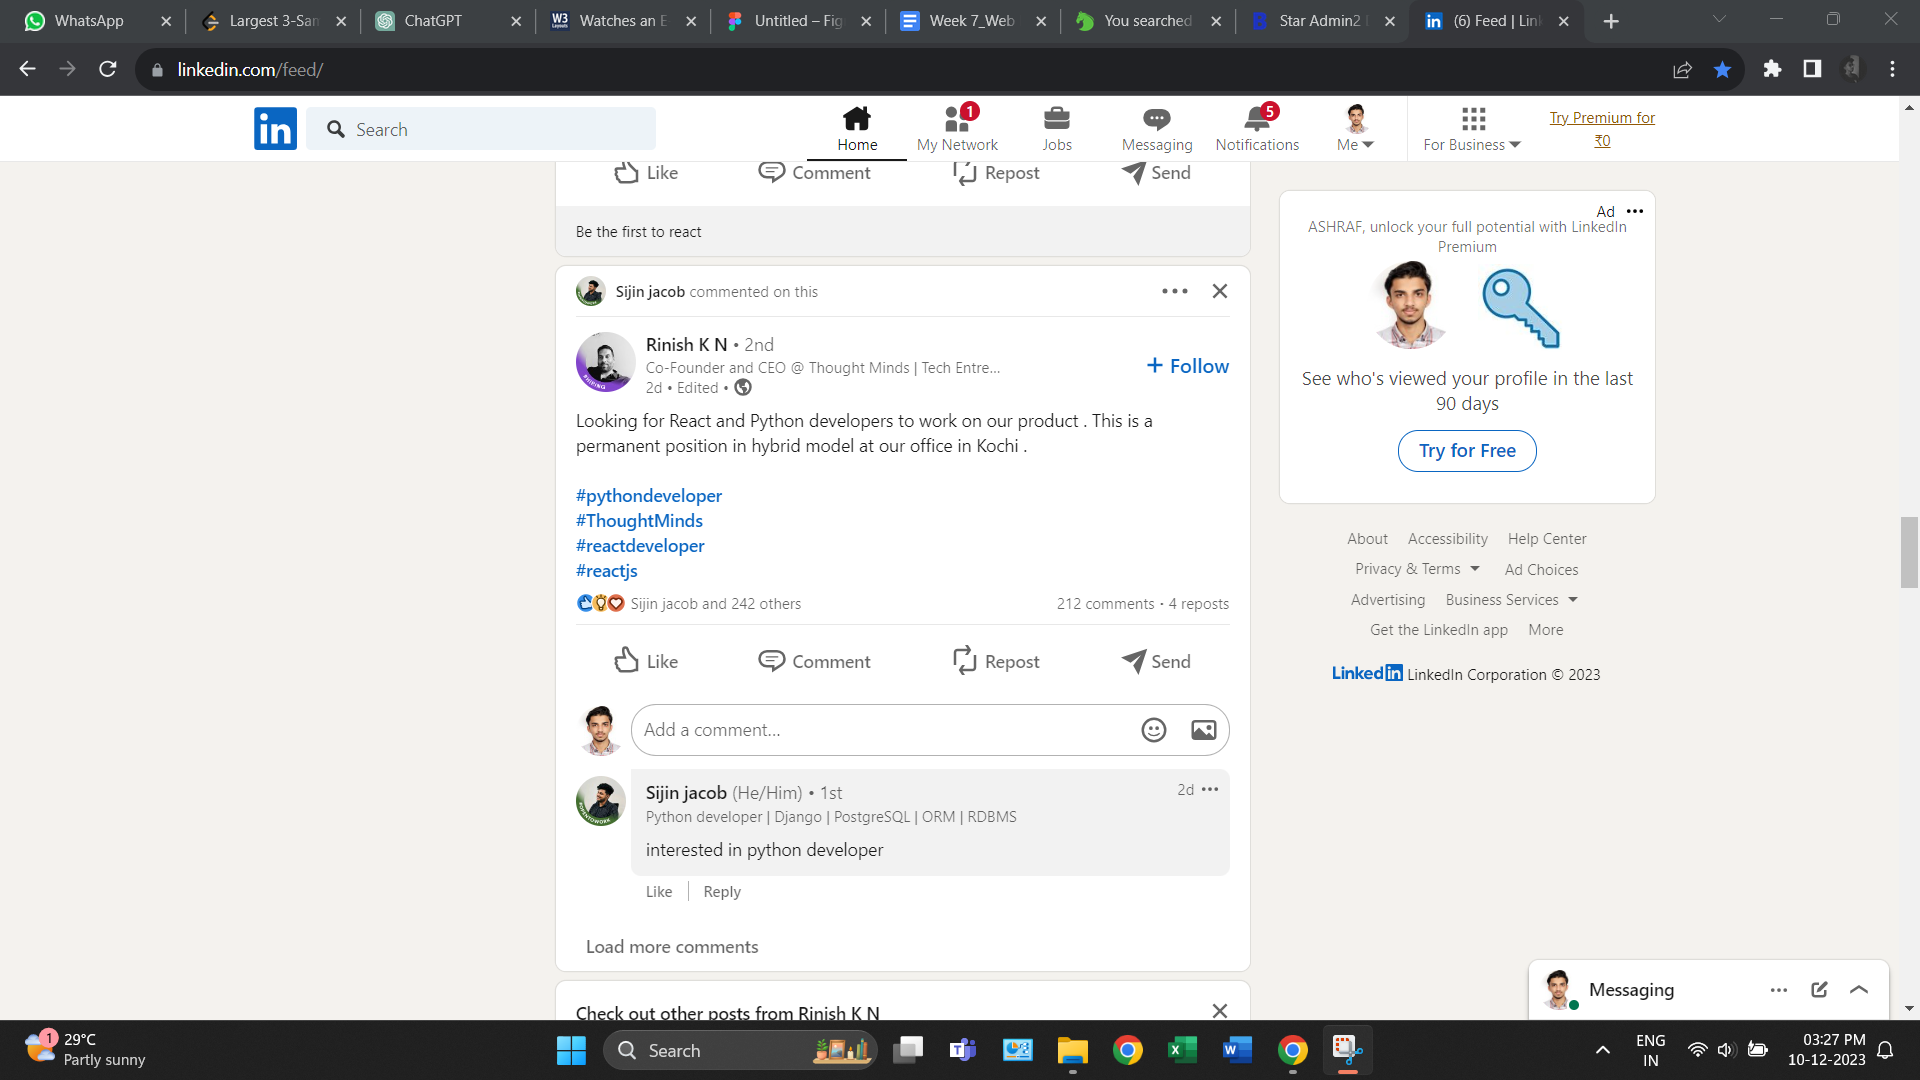 WhatsApp
Largest 3-San
ChatGPT
W3
Watches an E
Untitled – Fig
Week 7_Web
You searched
Star Admin2
in
(6) Feed | Lin
linkedin.com/feed/
in
Search
Home
1
My Network
Jobs
Messaging
5
Notifications
Me
For Business
Try Premium for
₹0
Like
Comment
Repost
Send
Be the first to react
Sijin jacob commented on this
Rinish K N • 2nd
Co-Founder and CEO @ Thought Minds | Tech Entre...
2d • Edited •
+ Follow
Looking for React and Python developers to work on our product . This is a
permanent position in hybrid model at our office in Kochi .
#pythondeveloper
#ThoughtMinds
#reactdeveloper
#reactjs
Sijin jacob and 242 others
212 comments • 4 reposts
Like
Comment
Repost
Send
Add a comment...
Sijin jacob (He/Him) • 1st
2d
Python developer | Django | PostgreSQL | ORM | RDBMS
interested in python developer
Like
Reply
Load more comments
Check out other posts from Rinish K N
Ad
ASHRAF, unlock your full potential with LinkedIn
Premium
See who's viewed your profile in the last
90 days
Try for Free
About
Accessibility
Help Center
Privacy & Terms
Ad Choices
Advertising
Business Services
Get the LinkedIn app
More
LinkedIn LinkedIn Corporation © 2023
Messaging
1
29°C
Partly sunny
Search
ENG
IN
03:27 PM
10-12-2023